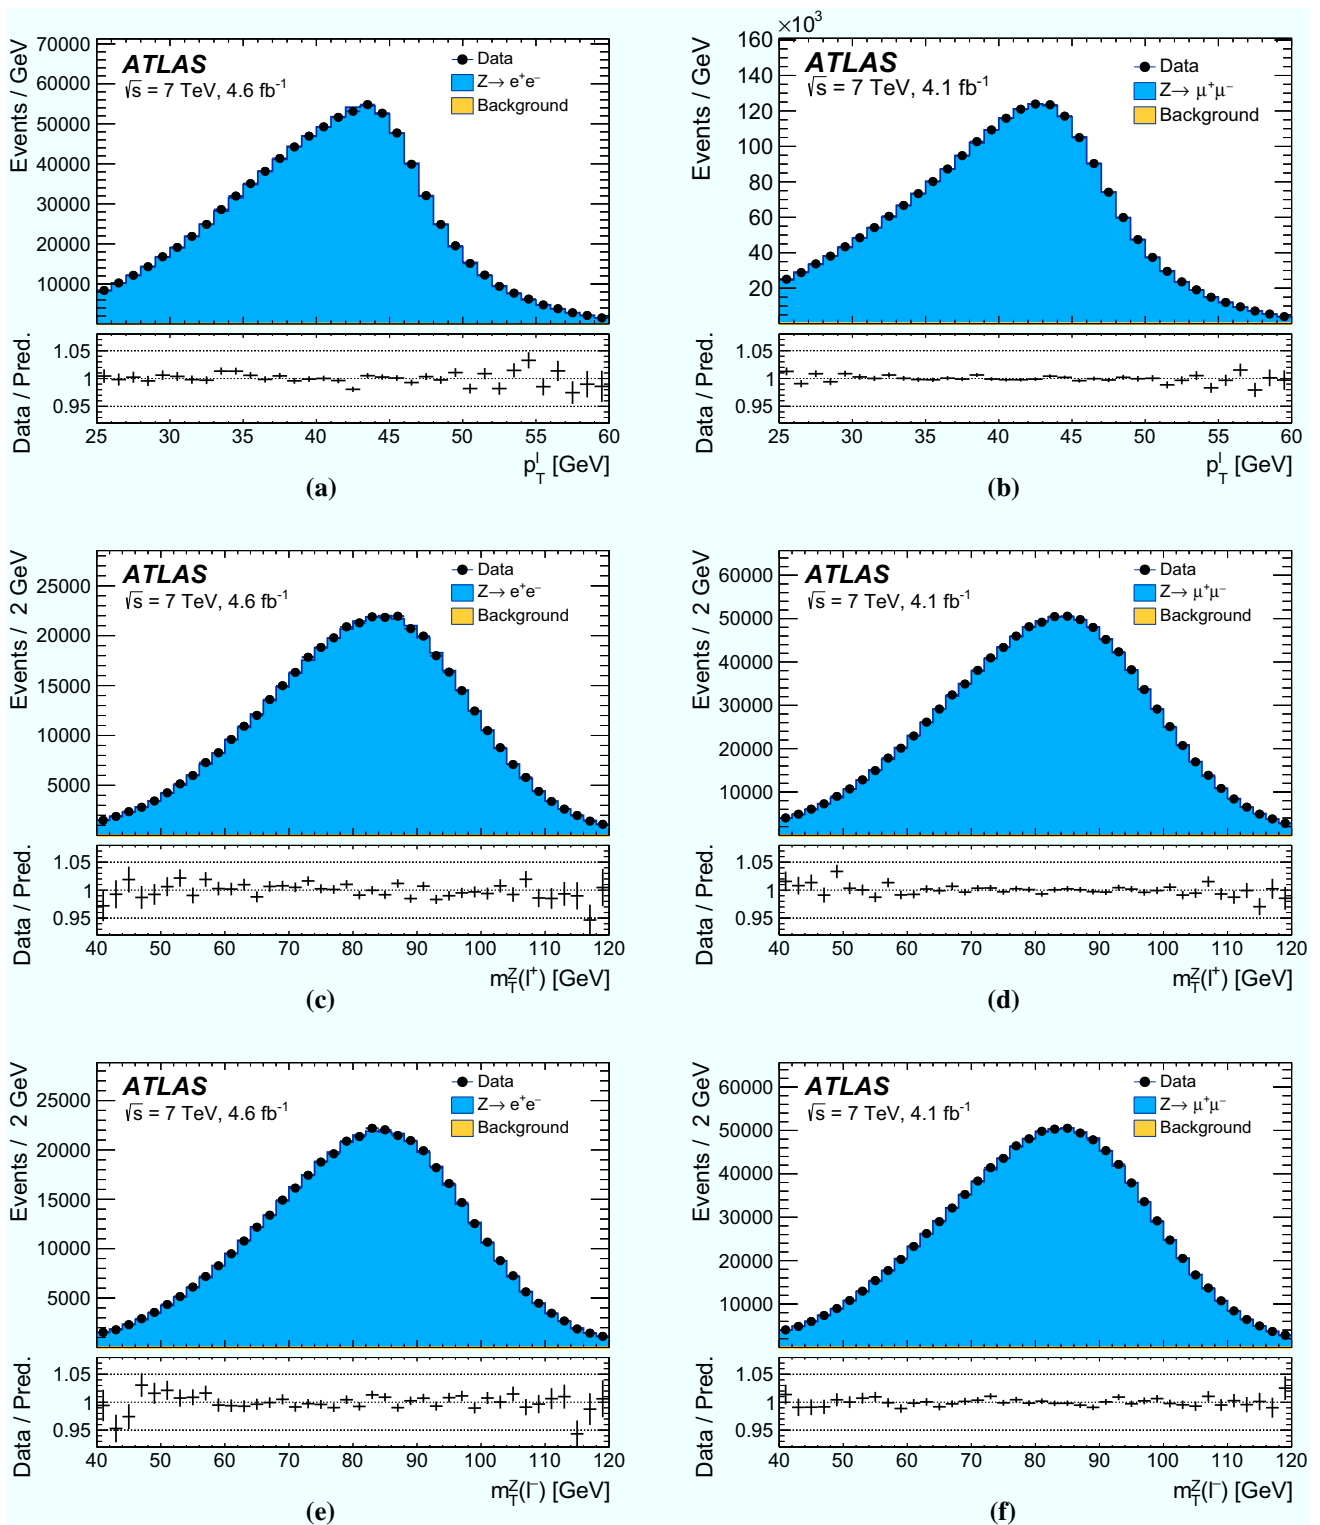 Events / GeV
70000
60000
50000
40000
30000
20000
10000
ATLAS
√s = 7 TeV, 4.6 fb⁻¹
Data
Z→ e⁺e⁻
Background
Data / Pred.
1.05
1
0.95
25 30 35 40 45 50 55 60
p_T^l [GeV]
(a)
×10³
Events / GeV
160
140
120
100
80
60
40
20
ATLAS
√s = 7 TeV, 4.1 fb⁻¹
Data
Z→ μ⁺μ⁻
Background
Data / Pred.
1.05
1
0.95
25 30 35 40 45 50 55 60
p_T^l [GeV]
(b)
Events / 2 GeV
25000
20000
15000
10000
5000
ATLAS
√s = 7 TeV, 4.6 fb⁻¹
Data
Z→ e⁺e⁻
Background
Data / Pred.
1.05
1
0.95
40 50 60 70 80 90 100 110 120
m_T^Z(l⁺) [GeV]
(c)
Events / 2 GeV
60000
50000
40000
30000
20000
10000
ATLAS
√s = 7 TeV, 4.1 fb⁻¹
Data
Z→ μ⁺μ⁻
Background
Data / Pred.
1.05
1
0.95
40 50 60 70 80 90 100 110 120
m_T^Z(l⁺) [GeV]
(d)
Events / 2 GeV
25000
20000
15000
10000
5000
ATLAS
√s = 7 TeV, 4.6 fb⁻¹
Data
Z→ e⁺e⁻
Background
Data / Pred.
1.05
1
0.95
40 50 60 70 80 90 100 110 120
m_T^Z(l⁻) [GeV]
(e)
Events / 2 GeV
60000
50000
40000
30000
20000
10000
ATLAS
√s = 7 TeV, 4.1 fb⁻¹
Data
Z→ μ⁺μ⁻
Background
Data / Pred.
1.05
1
0.95
40 50 60 70 80 90 100 110 120
m_T^Z(l⁻) [GeV]
(f)